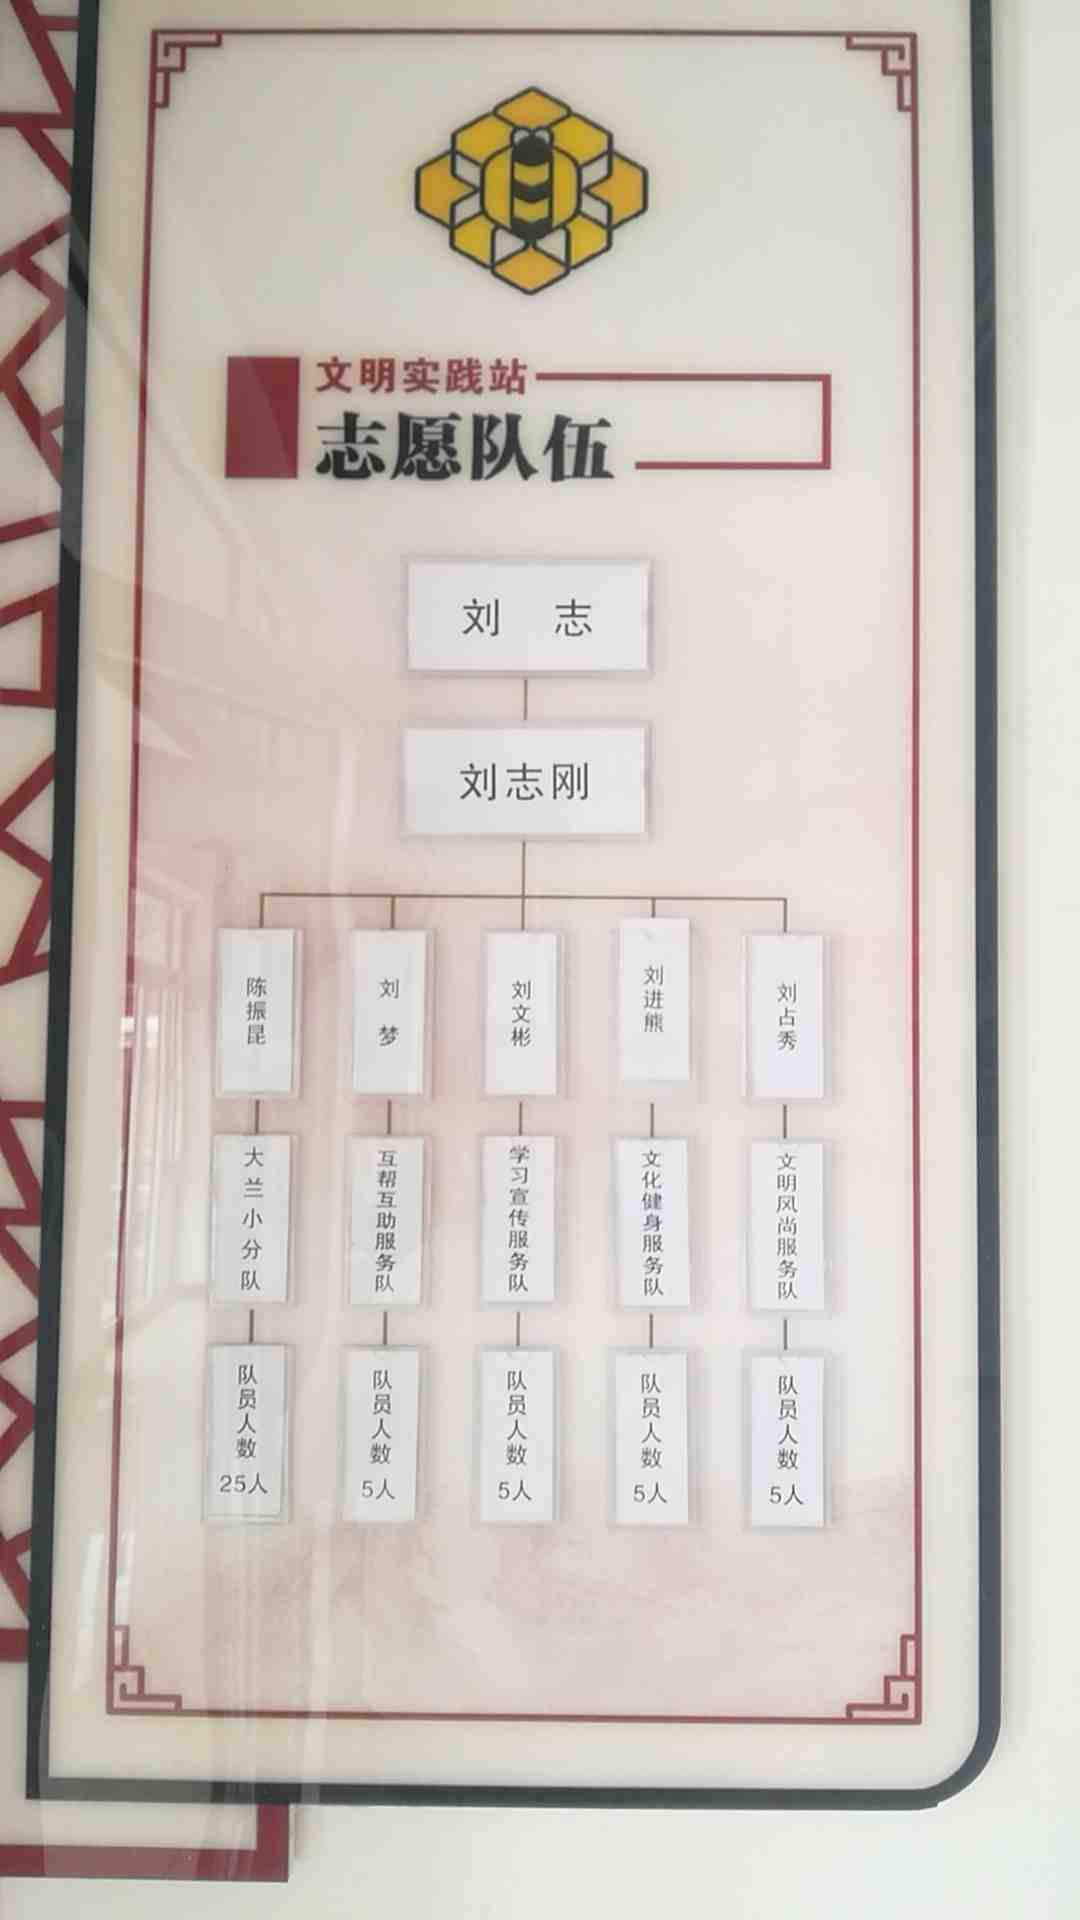 文明实践站
志愿队伍
刘 志
刘志刚
陈振昆
刘 梦
刘文彬
刘进熊
刘占秀
大兰小分队
互帮互助服务队
学习宣传服务队
文化健身服务队
文明风尚服务队
队员人数 25人
队员人数 5人
队员人数 5人
队员人数 5人
队员人数 5人